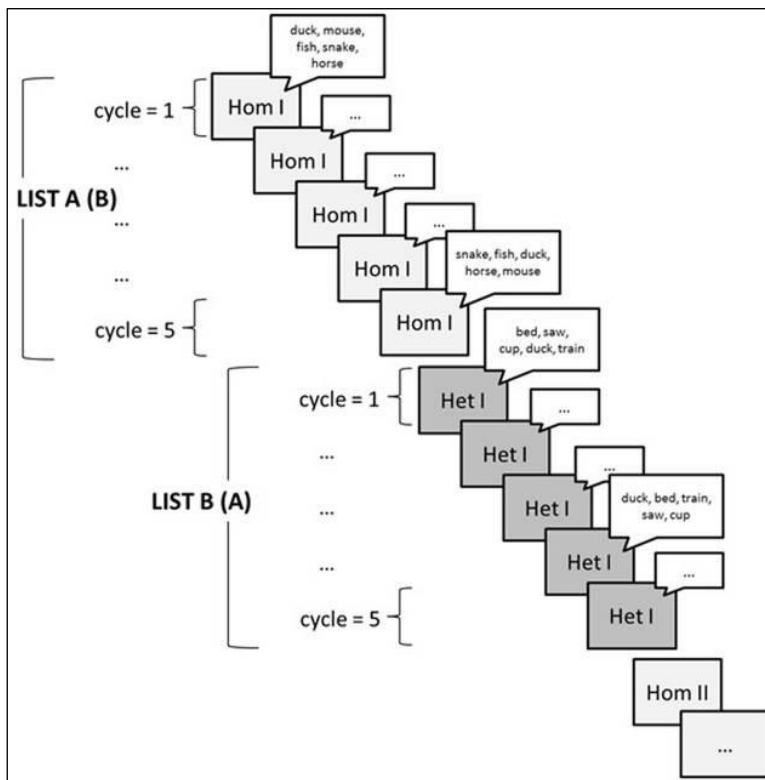 duck, mouse,
fish, snake,
horse
cycle = 1
Hom I
...
Hom I
...
...
LIST A (B)
Hom I
...
...
Hom I
snake, fish, duck,
horse, mouse
...
Hom I
cycle = 5
bed, saw,
cup, duck, train
cycle = 1
Het I
...
Het I
...
...
LIST B (A)
Het I
duck, bed, train,
saw, cup
...
Het I
...
...
Het I
cycle = 5
Hom II
...